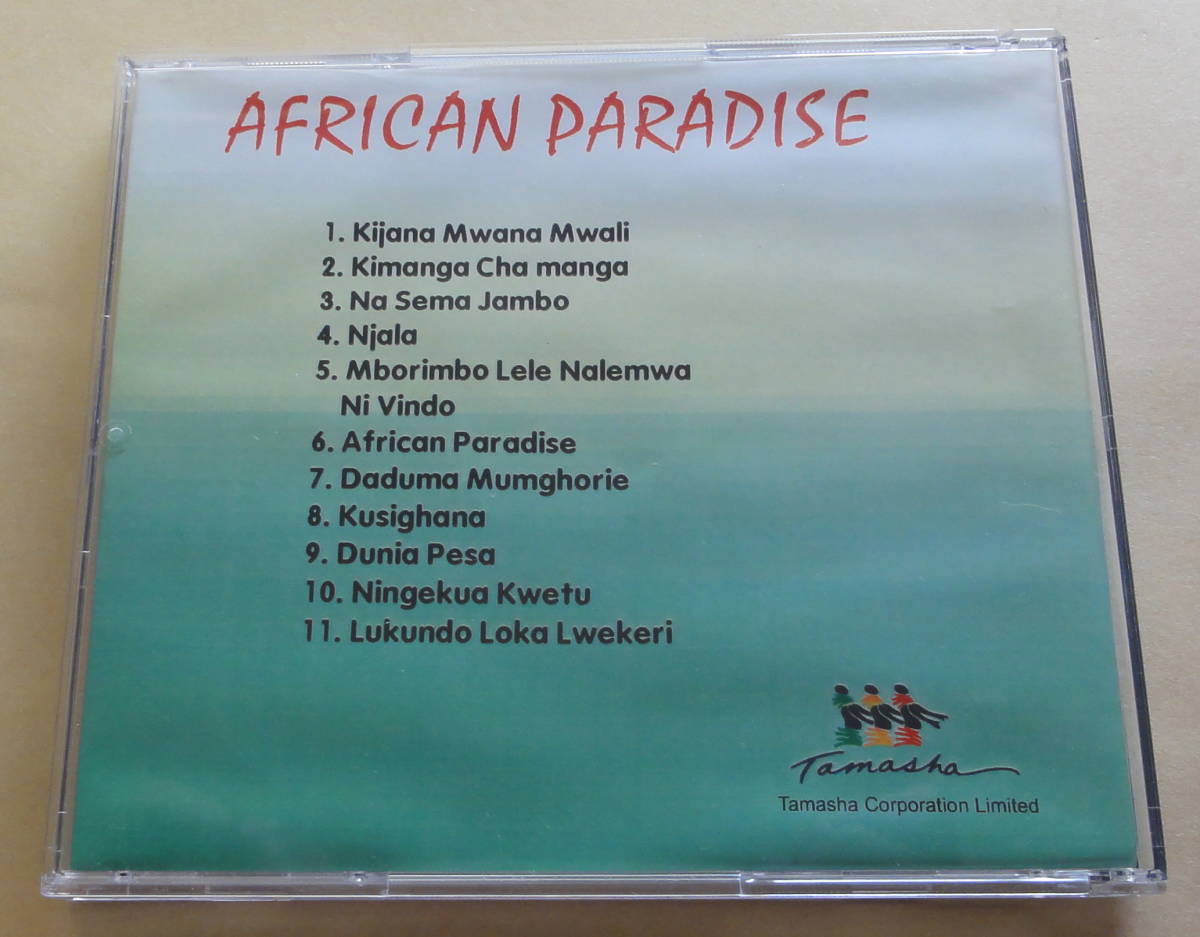 AFRICAN PARADISE
1. Kijana Mwana Mwali
2. Kimanga Cha manga
3. Na Sema Jambo
4. Njala
5. Mborimbo Lele Nalemwa
Ni Vindo
6. African Paradise
7. Daduma Mumghorie
8. Kusighana
9. Dunia Pesa
10. Ningekua Kwetu
11. Lukundo Loka Lwekeri
Tamasha
Tamasha Corporation Limited